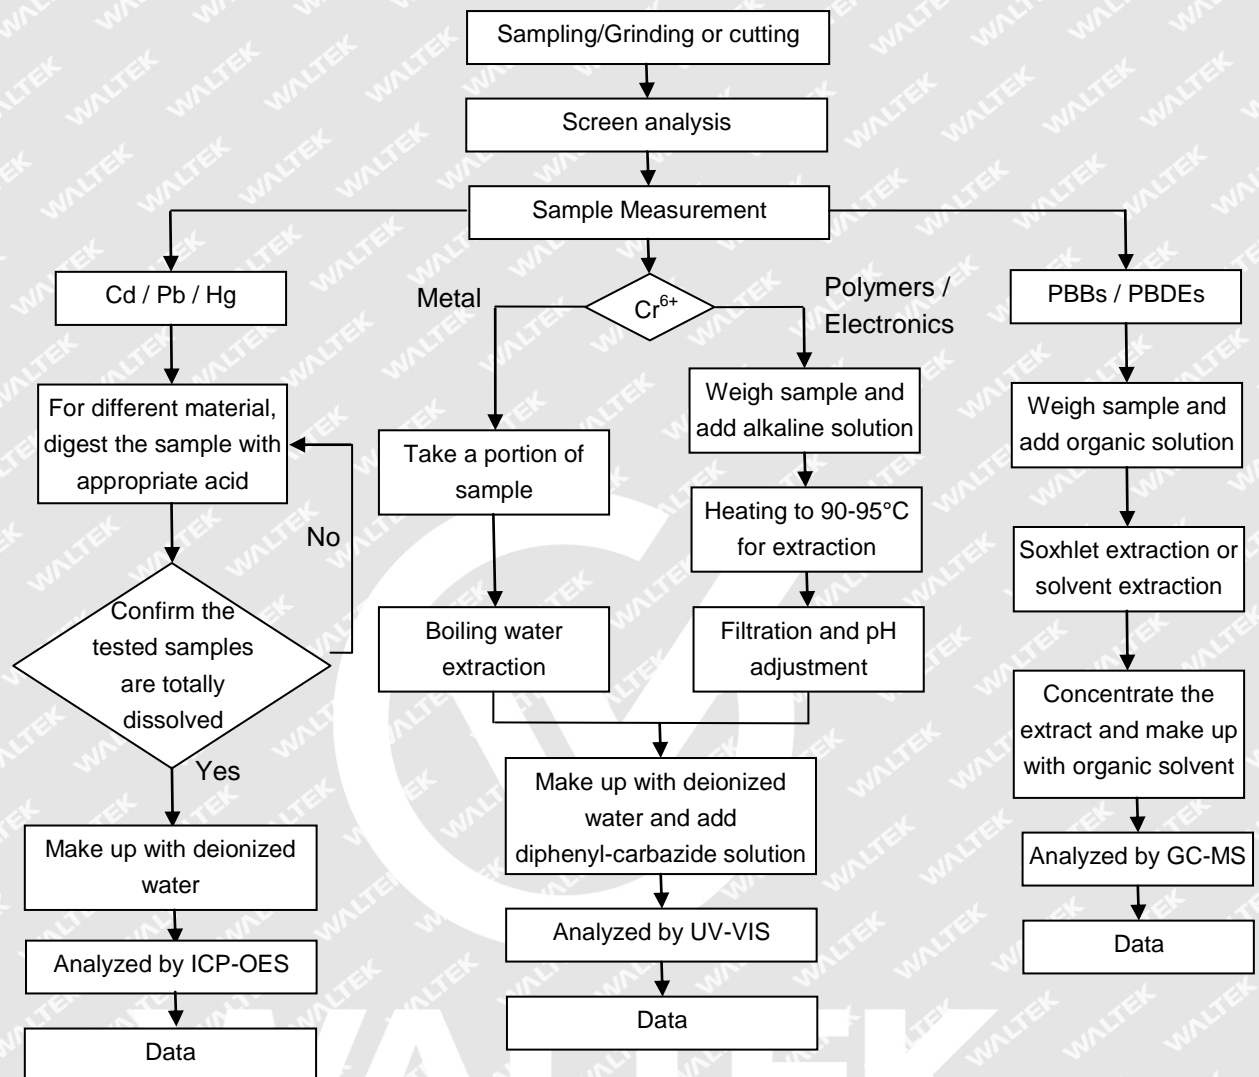 Sampling/Grinding or cutting
Screen analysis
Sample Measurement
Cd / Pb / Hg
For different material,
digest the sample with
appropriate acid
No
Confirm the
tested samples
are totally
dissolved
Yes
Make up with deionized
water
Analyzed by ICP-OES
Data
Cr⁶⁺
Metal
Take a portion of
sample
Boiling water
extraction
Polymers /
Electronics
Weigh sample and
add alkaline solution
Heating to 90-95°C
for extraction
Filtration and pH
adjustment
Make up with deionized
water and add
diphenyl-carbazide solution
Analyzed by UV-VIS
Data
PBBs / PBDEs
Weigh sample and
add organic solution
Soxhlet extraction or
solvent extraction
Concentrate the
extract and make up
with organic solvent
Analyzed by GC-MS
Data
WALTEK